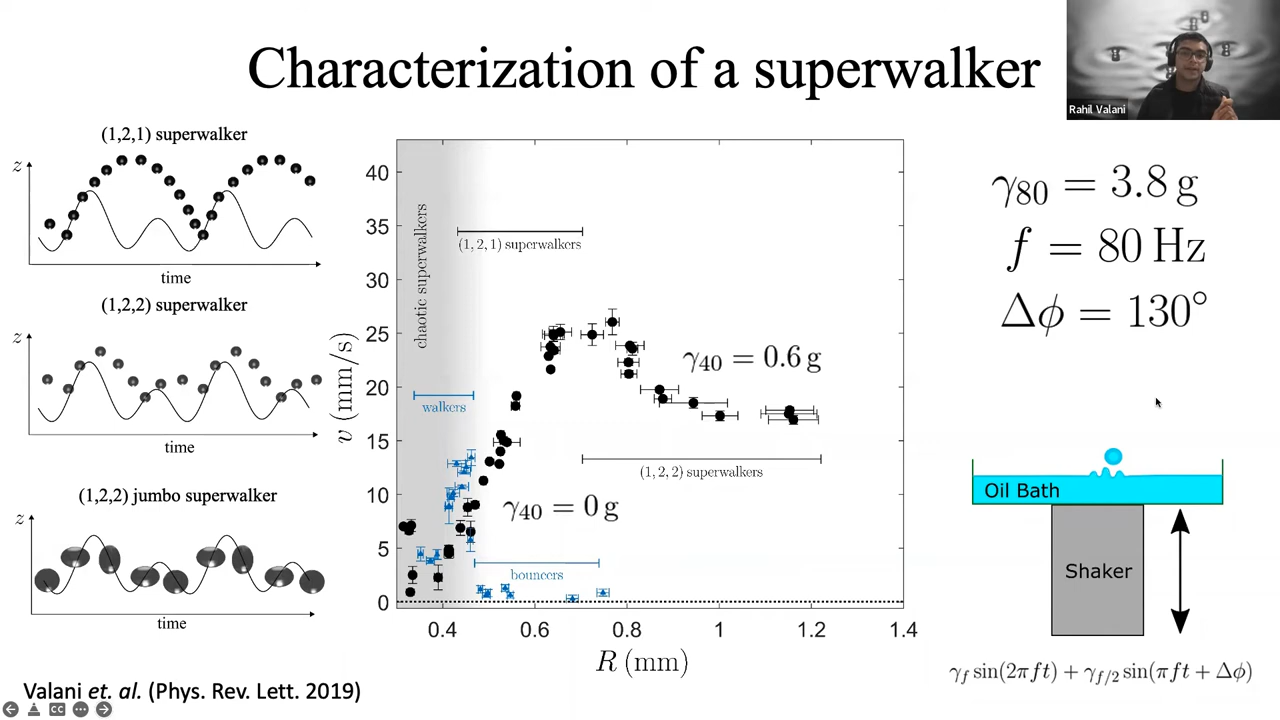 Characterization of a superwalker
Rahil Valani
(1,2,1) superwalker
z
time
(1,2,2) superwalker
z
time
(1,2,2) jumbo superwalker
z
time
v (mm/s)
40
35
30
25
20
15
10
5
0
chaotic superwalkers
(1, 2, 1) superwalkers
γ40 = 0.6 g
walkers
(1, 2, 2) superwalkers
γ40 = 0 g
bouncers
0.4 0.6 0.8 1 1.2 1.4
R (mm)
γ80 = 3.8 g
f = 80 Hz
Δϕ = 130°
Oil Bath
Shaker
γf sin(2πft) + γf/2 sin(πft + Δϕ)
Valani et. al. (Phys. Rev. Lett. 2019)
CC